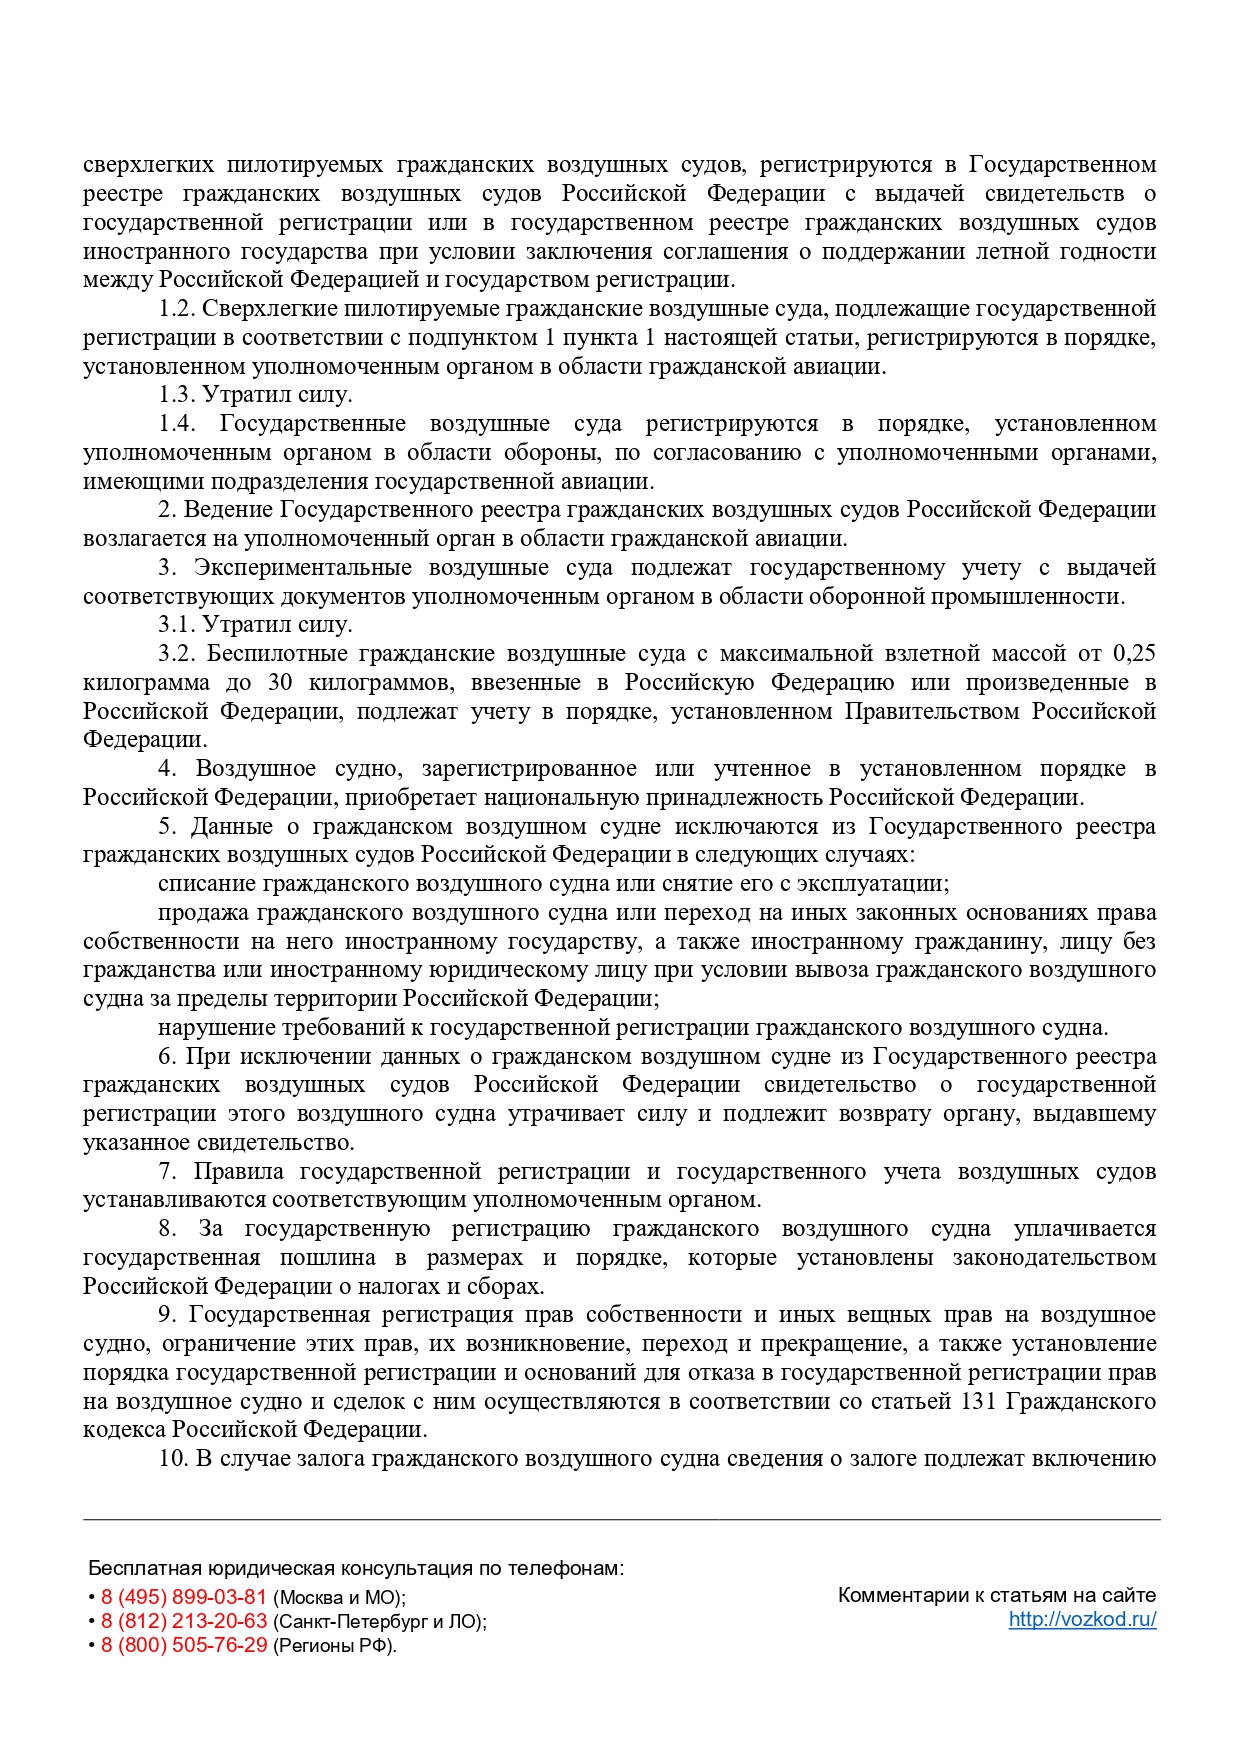 сверхлегких пилотируемых гражданских воздушных судов, регистрируются в Государственном
реестре гражданских воздушных судов Российской Федерации с выдачей свидетельств о
государственной регистрации или в государственном реестре гражданских воздушных судов
иностранного государства при условии заключения соглашения о поддержании летной годности
между Российской Федерацией и государством регистрации.
1.2. Сверхлегкие пилотируемые гражданские воздушные суда, подлежащие государственной
регистрации в соответствии с подпунктом 1 пункта 1 настоящей статьи, регистрируются в порядке,
установленном уполномоченным органом в области гражданской авиации.
1.3. Утратил силу.
1.4. Государственные воздушные суда регистрируются в порядке, установленном
уполномоченным органом в области обороны, по согласованию с уполномоченными органами,
имеющими подразделения государственной авиации.
2. Ведение Государственного реестра гражданских воздушных судов Российской Федерации
возлагается на уполномоченный орган в области гражданской авиации.
3. Экспериментальные воздушные суда подлежат государственному учету с выдачей
соответствующих документов уполномоченным органом в области оборонной промышленности.
3.1. Утратил силу.
3.2. Беспилотные гражданские воздушные суда с максимальной взлетной массой от 0,25
килограмма до 30 килограммов, ввезенные в Российскую Федерацию или произведенные в
Российской Федерации, подлежат учету в порядке, установленном Правительством Российской
Федерации.
4. Воздушное судно, зарегистрированное или учтенное в установленном порядке в
Российской Федерации, приобретает национальную принадлежность Российской Федерации.
5. Данные о гражданском воздушном судне исключаются из Государственного реестра
гражданских воздушных судов Российской Федерации в следующих случаях:
списание гражданского воздушного судна или снятие его с эксплуатации;
продажа гражданского воздушного судна или переход на иных законных основаниях права
собственности на него иностранному государству, а также иностранному гражданину, лицу без
гражданства или иностранному юридическому лицу при условии вывоза гражданского воздушного
судна за пределы территории Российской Федерации;
нарушение требований к государственной регистрации гражданского воздушного судна.
6. При исключении данных о гражданском воздушном судне из Государственного реестра
гражданских воздушных судов Российской Федерации свидетельство о государственной
регистрации этого воздушного судна утрачивает силу и подлежит возврату органу, выдавшему
указанное свидетельство.
7. Правила государственной регистрации и государственного учета воздушных судов
устанавливаются соответствующим уполномоченным органом.
8. За государственную регистрацию гражданского воздушного судна уплачивается
государственная пошлина в размерах и порядке, которые установлены законодательством
Российской Федерации о налогах и сборах.
9. Государственная регистрация прав собственности и иных вещных прав на воздушное
судно, ограничение этих прав, их возникновение, переход и прекращение, а также установление
порядка государственной регистрации и оснований для отказа в государственной регистрации прав
на воздушное судно и сделок с ним осуществляются в соответствии со статьей 131 Гражданского
кодекса Российской Федерации.
10. В случае залога гражданского воздушного судна сведения о залоге подлежат включению
Бесплатная юридическая консультация по телефонам:
• 8 (495) 899-03-81 (Москва и МО);
• 8 (812) 213-20-63 (Санкт-Петербург и ЛО);
• 8 (800) 505-76-29 (Регионы РФ).
Комментарии к статьям на сайте
http://vozkod.ru/